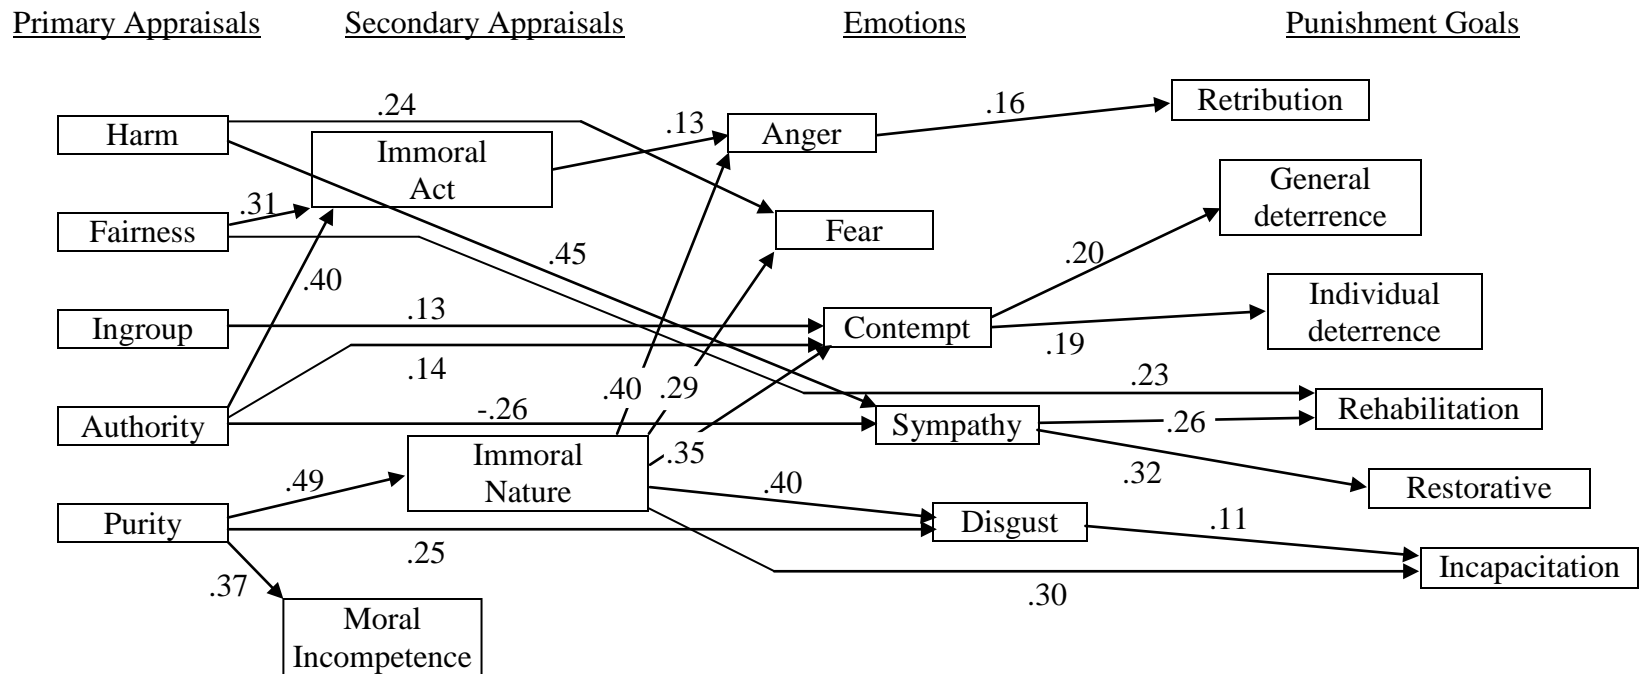 Primary Appraisals Secondary Appraisals Emotions Punishment Goals
Harm
Fairness
Ingroup
Authority
Purity
Immoral
Act
Immoral
Nature
Moral
Incompetence
Anger
Fear
Contempt
Sympathy
Disgust
Retribution
General
deterrence
Individual
deterrence
Rehabilitation
Restorative
Incapacitation
.24
.13
.16
.31
.45
.40
.20
.13
.19
.14
.40
.29
.23
-.26
.26
.35
.32
.49
.40
.25
.11
.37
.30